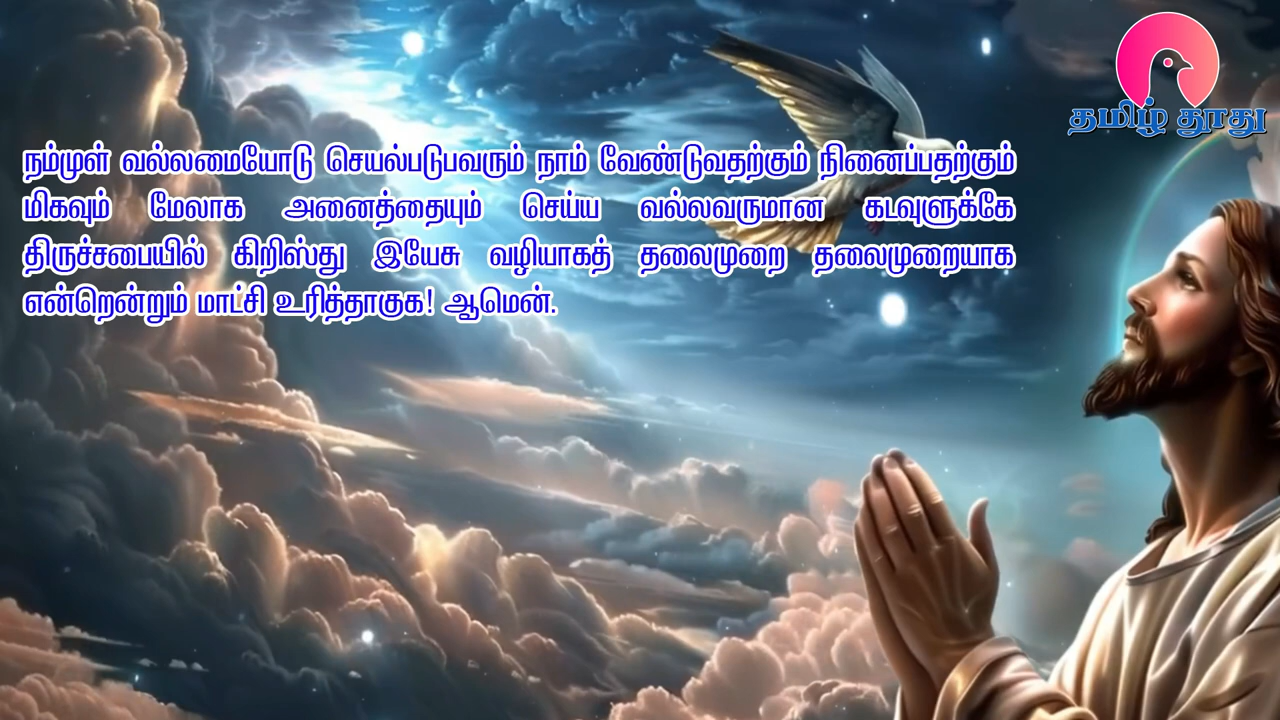 தமிழ் தூது
நம்முள் வல்லமையோடு செயல்படுபவரும் நாம் வேண்டுவதற்கும் நினைப்பதற்கும்
மிகவும் மேலாக அனைத்தையும் செய்ய வல்லவருமான கடவுளுக்கே
திருச்சபையில் கிறிஸ்து இயேசு வழியாகத் தலைமுறை தலைமுறையாக
என்றென்றும் மாட்சி உரித்தாகுக! ஆமென்.